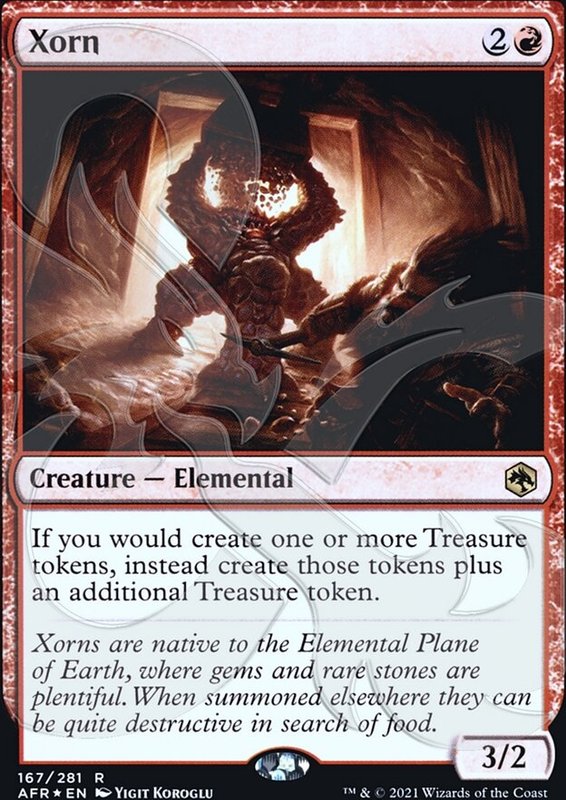 Xorn
2
Creature — Elemental
If you would create one or more Treasure
tokens, instead create those tokens plus
an additional Treasure token.
Xorns are native to the Elemental Plane
of Earth, where gems and rare stones are
plentiful. When summoned elsewhere they can
be quite destructive in search of food.
3/2
167/281 R
AFR★EN Yigit Koroglu
™ & © 2021 Wizards of the Coast